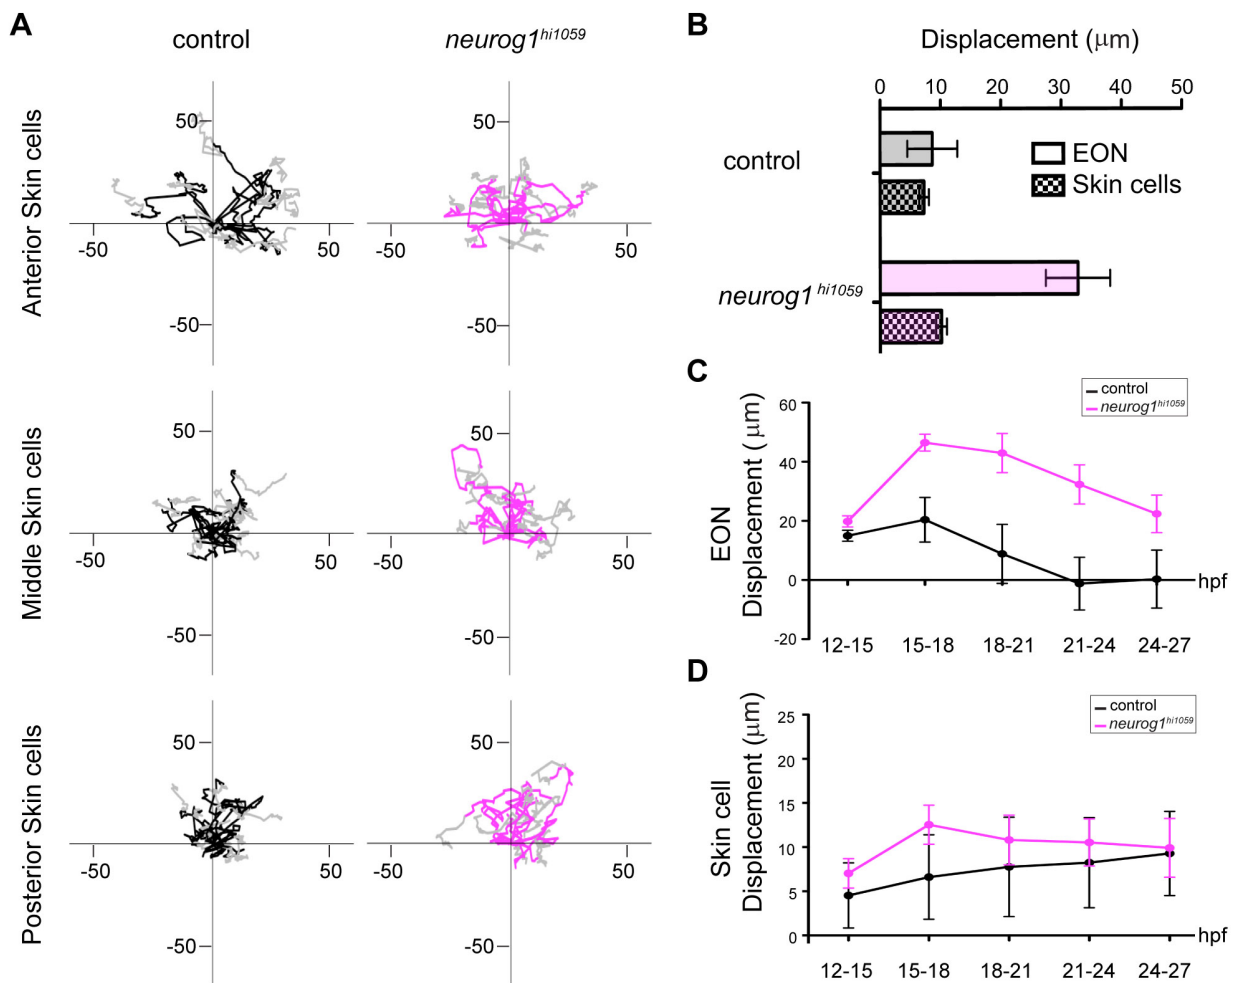 A
control
neurog1hi1059
Anterior Skin cells
50
-50
50
-50
50
-50
50
-50
Middle Skin cells
50
-50
50
-50
50
-50
50
-50
Posterior Skin cells
50
-50
50
-50
50
-50
50
-50
B
Displacement (μm)
0 10 20 30 40 50
control
neurog1hi1059
EON
Skin cells
C
EON
Displacement ( μm)
60
40
20
0
-20
control
neurog1hi1059
hpf
12-15 15-18 18-21 21-24 24-27
D
Skin cell
Displacement (μm)
25
20
15
10
5
0
control
neurog1hi1059
hpf
12-15 15-18 18-21 21-24 24-27